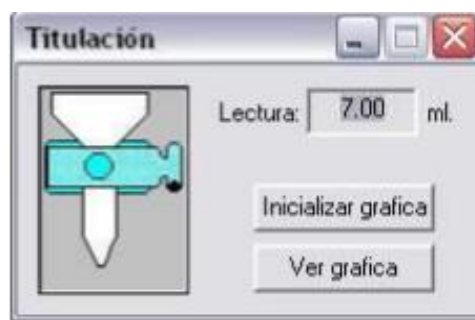 Titulación
Lectura: 7.00 ml.
Inicializar grafica
Ver grafica